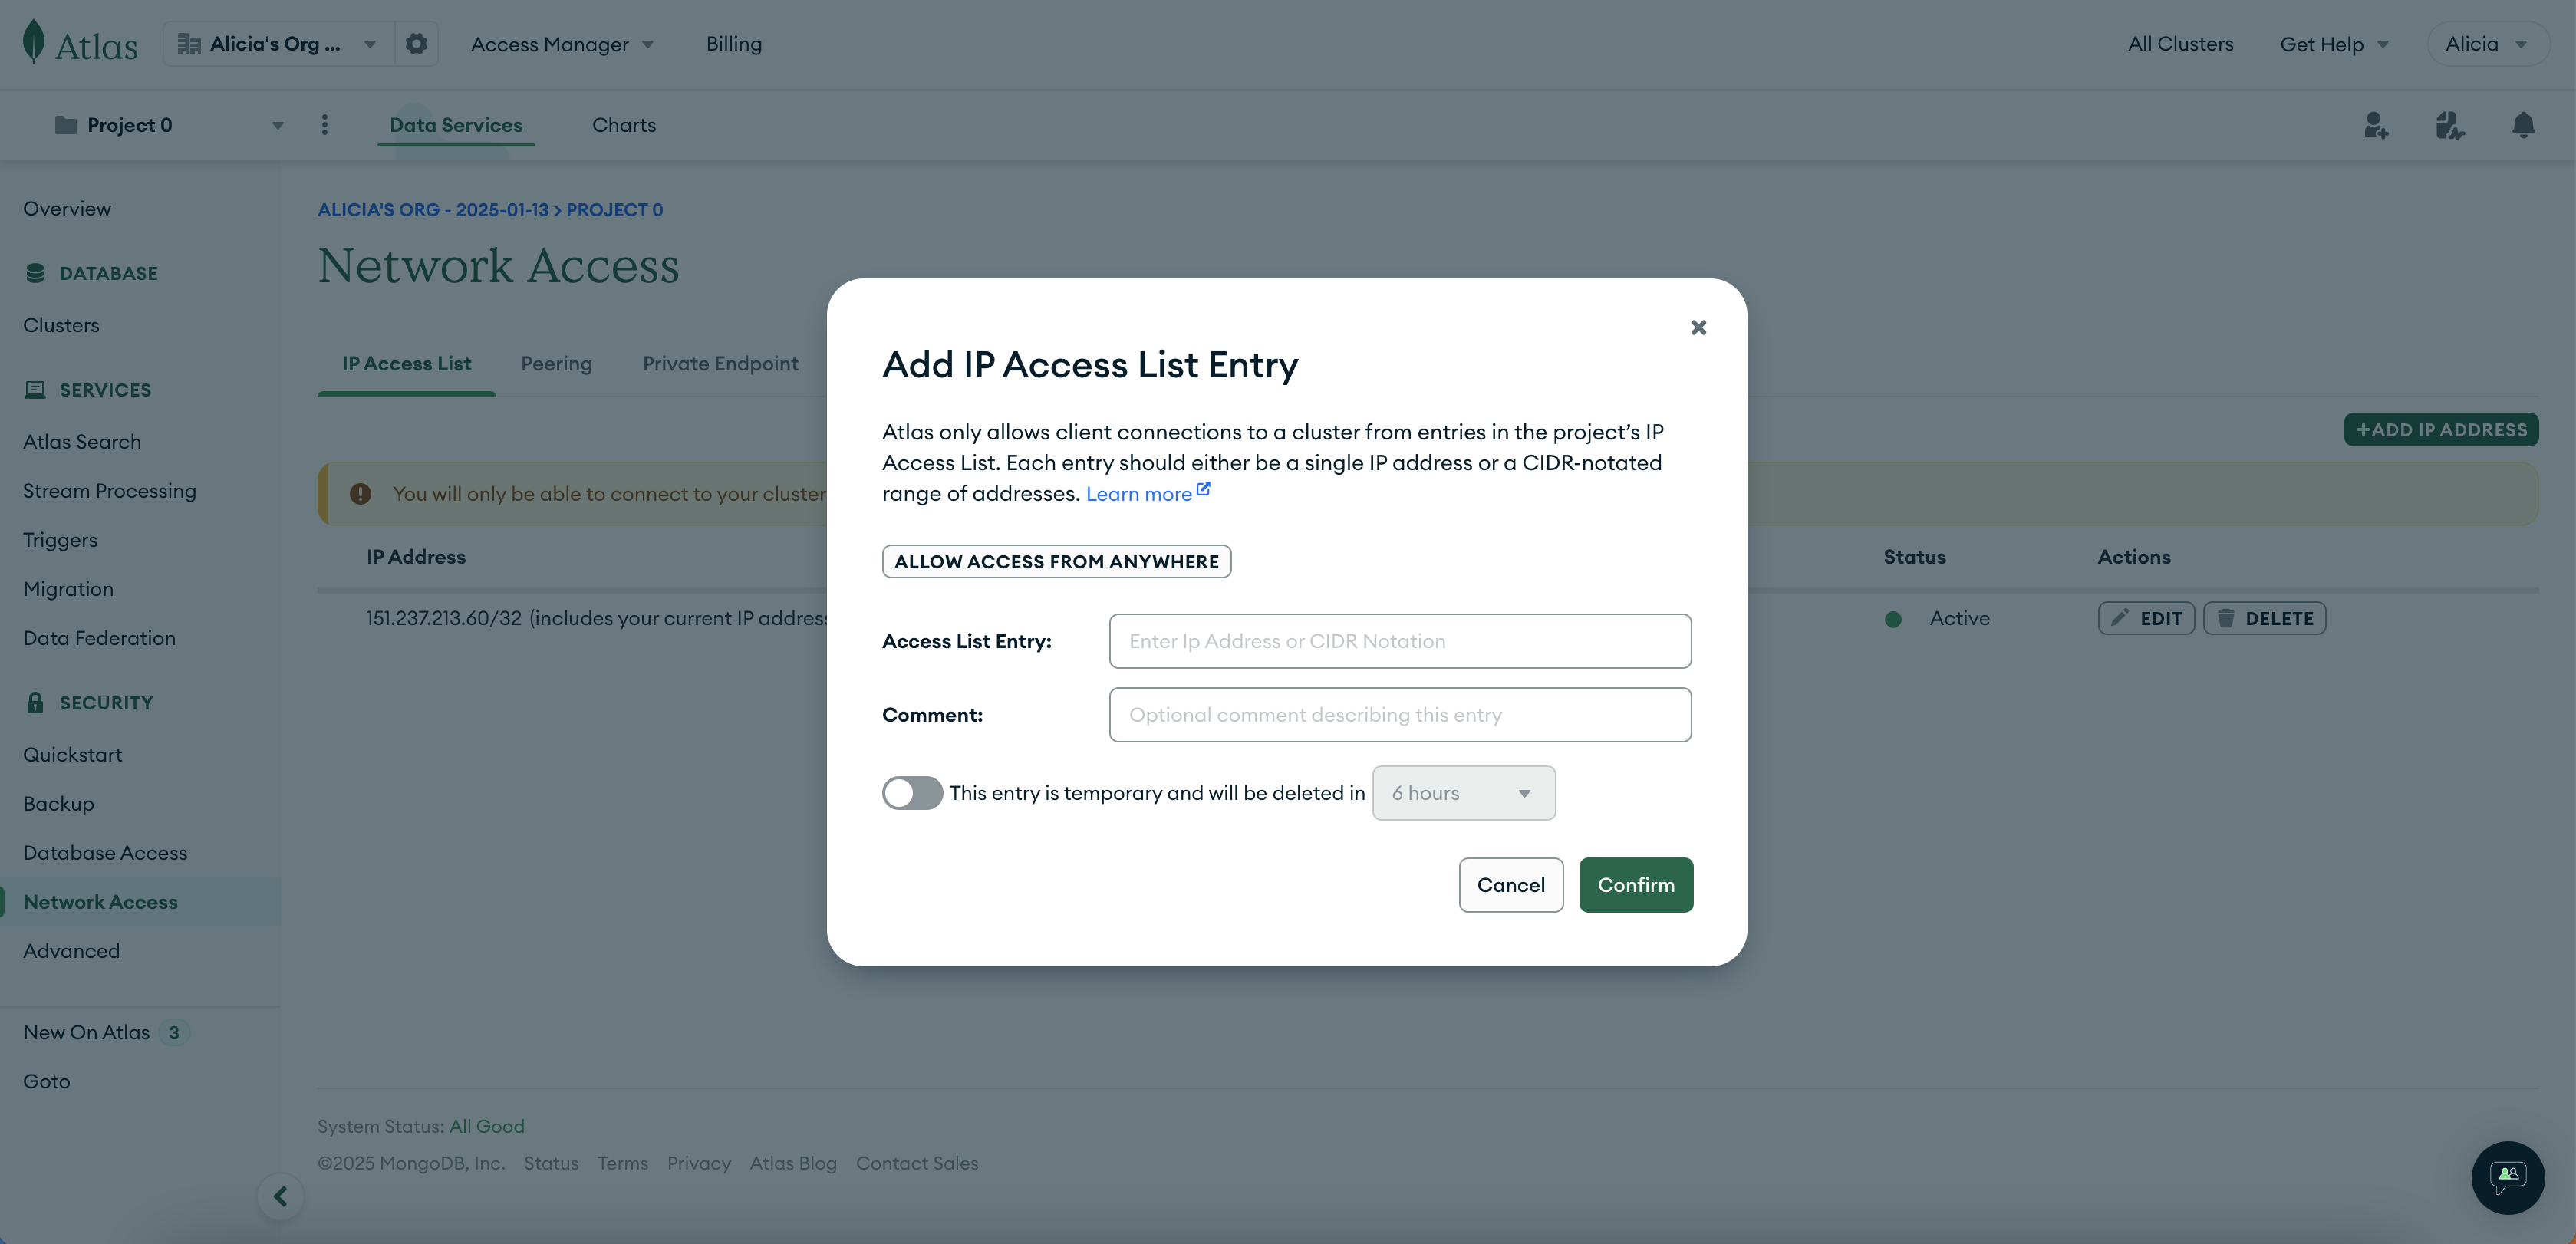 Atlas
Alicia's Org ...
Access Manager
Billing
All Clusters
Get Help
Alicia
Project 0
Data Services
Charts
Overview
DATABASE
Clusters
SERVICES
Atlas Search
Stream Processing
Triggers
Migration
Data Federation
SECURITY
Quickstart
Backup
Database Access
Network Access
Advanced
New On Atlas 3
Goto
ALICIA'S ORG - 2025-01-13 > PROJECT 0
Network Access
IP Access List
Peering
Private Endpoint
+ADD IP ADDRESS
You will only be able to connect to your cluster
IP Address
Status
Actions
151.237.213.60/32 (includes your current IP addres
Active
EDIT
DELETE
Add IP Access List Entry
Atlas only allows client connections to a cluster from entries in the project’s IP
Access List. Each entry should either be a single IP address or a CIDR-notated
range of addresses. Learn more
ALLOW ACCESS FROM ANYWHERE
Access List Entry:
Enter Ip Address or CIDR Notation
Comment:
Optional comment describing this entry
This entry is temporary and will be deleted in
6 hours
Cancel
Confirm
System Status: All Good
©2025 MongoDB, Inc.
Status
Terms
Privacy
Atlas Blog
Contact Sales